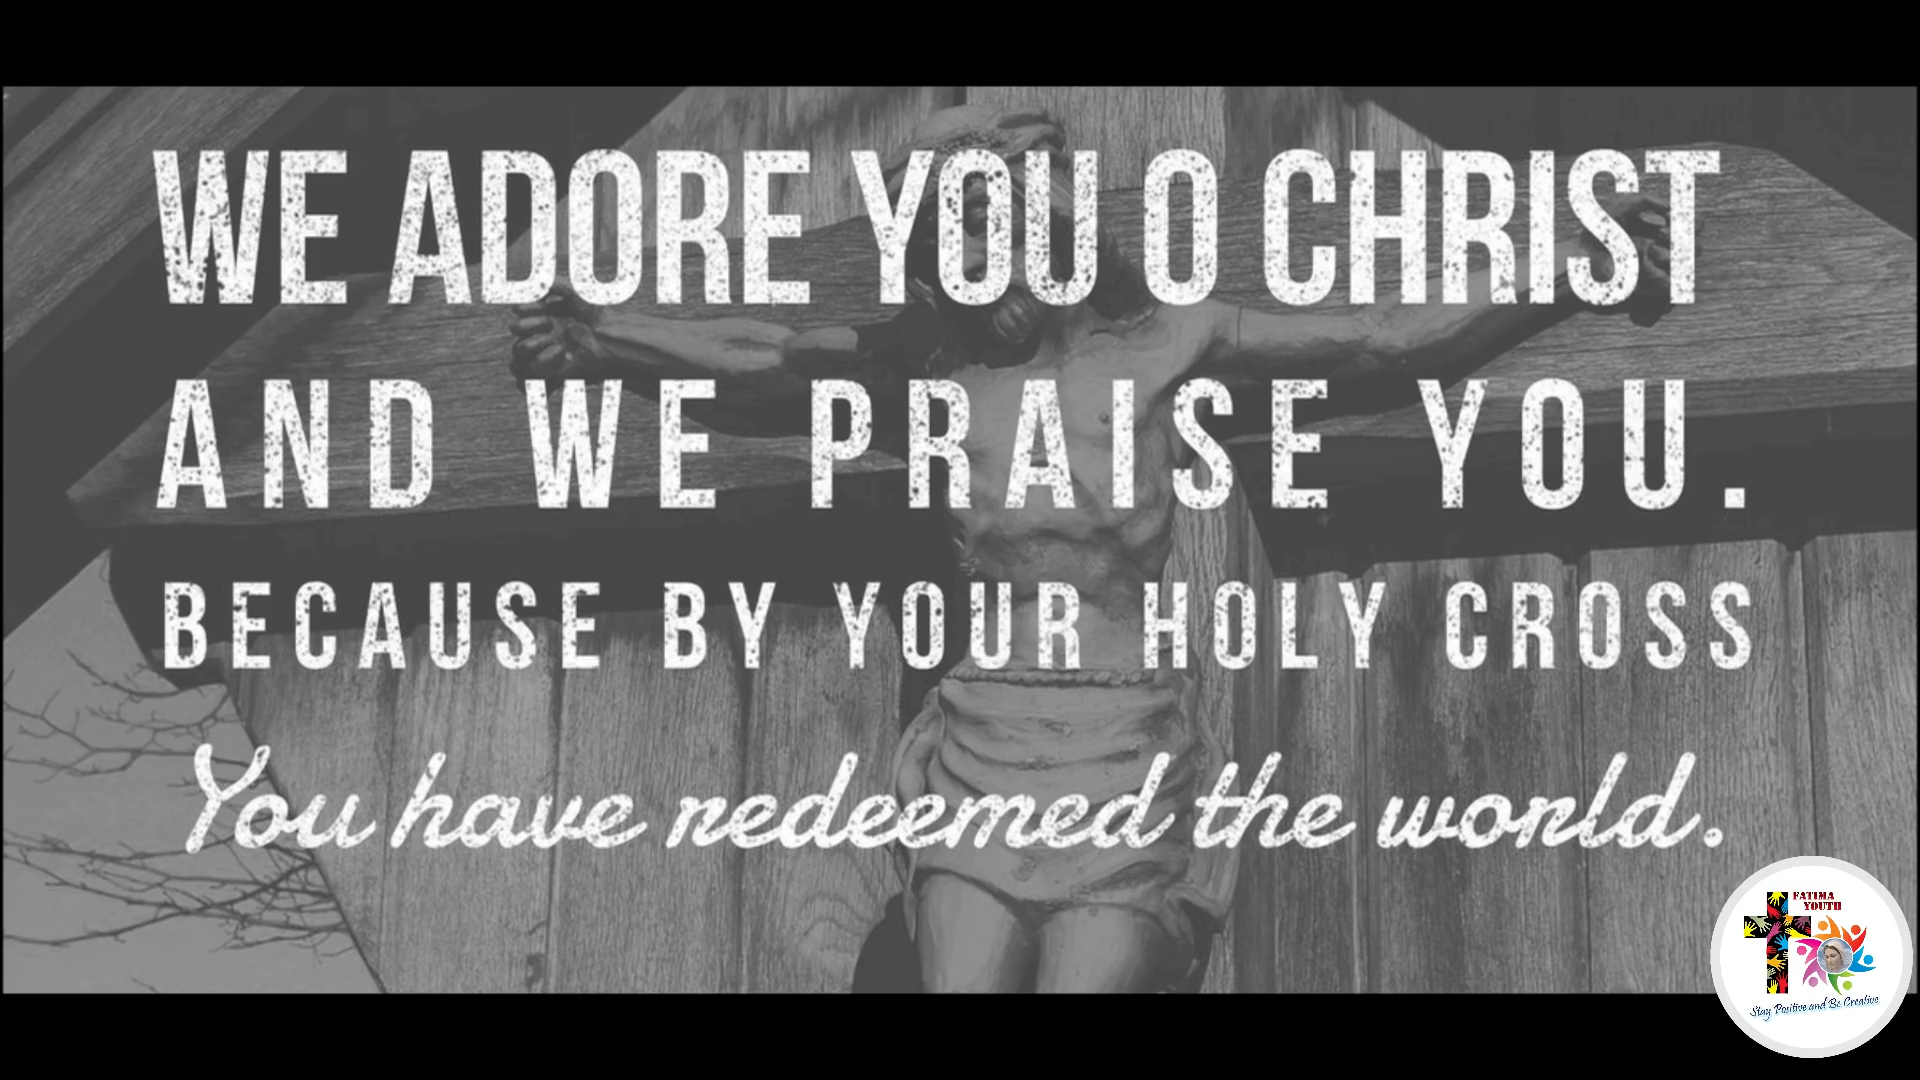 WE ADORE YOU O CHRIST
AND WE PRAISE YOU.
BECAUSE BY YOUR HOLY CROSS
You have redeemed the world.
FATIMA
YOUTH
Stay Positive and Be Creative